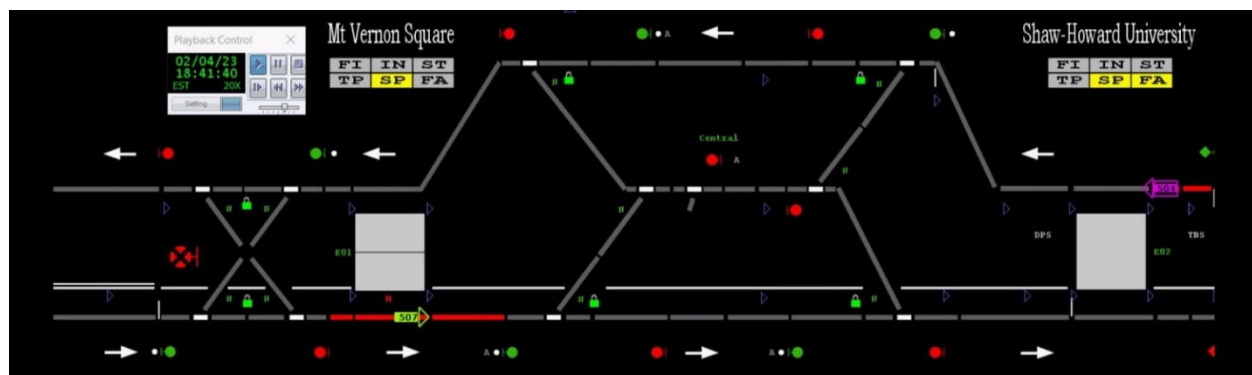 Playback Control
02/04/23
18:41:40
EST 20X
Setting
Mt Vernon Square
FI IN ST
TP SP FA
Shaw-Howard University
FI IN ST
TP SP FA
A
Central
A
N
N
N
N
N
N
504
DPS
TBS
E01
E02
N
N
N
N
N
507
A
A